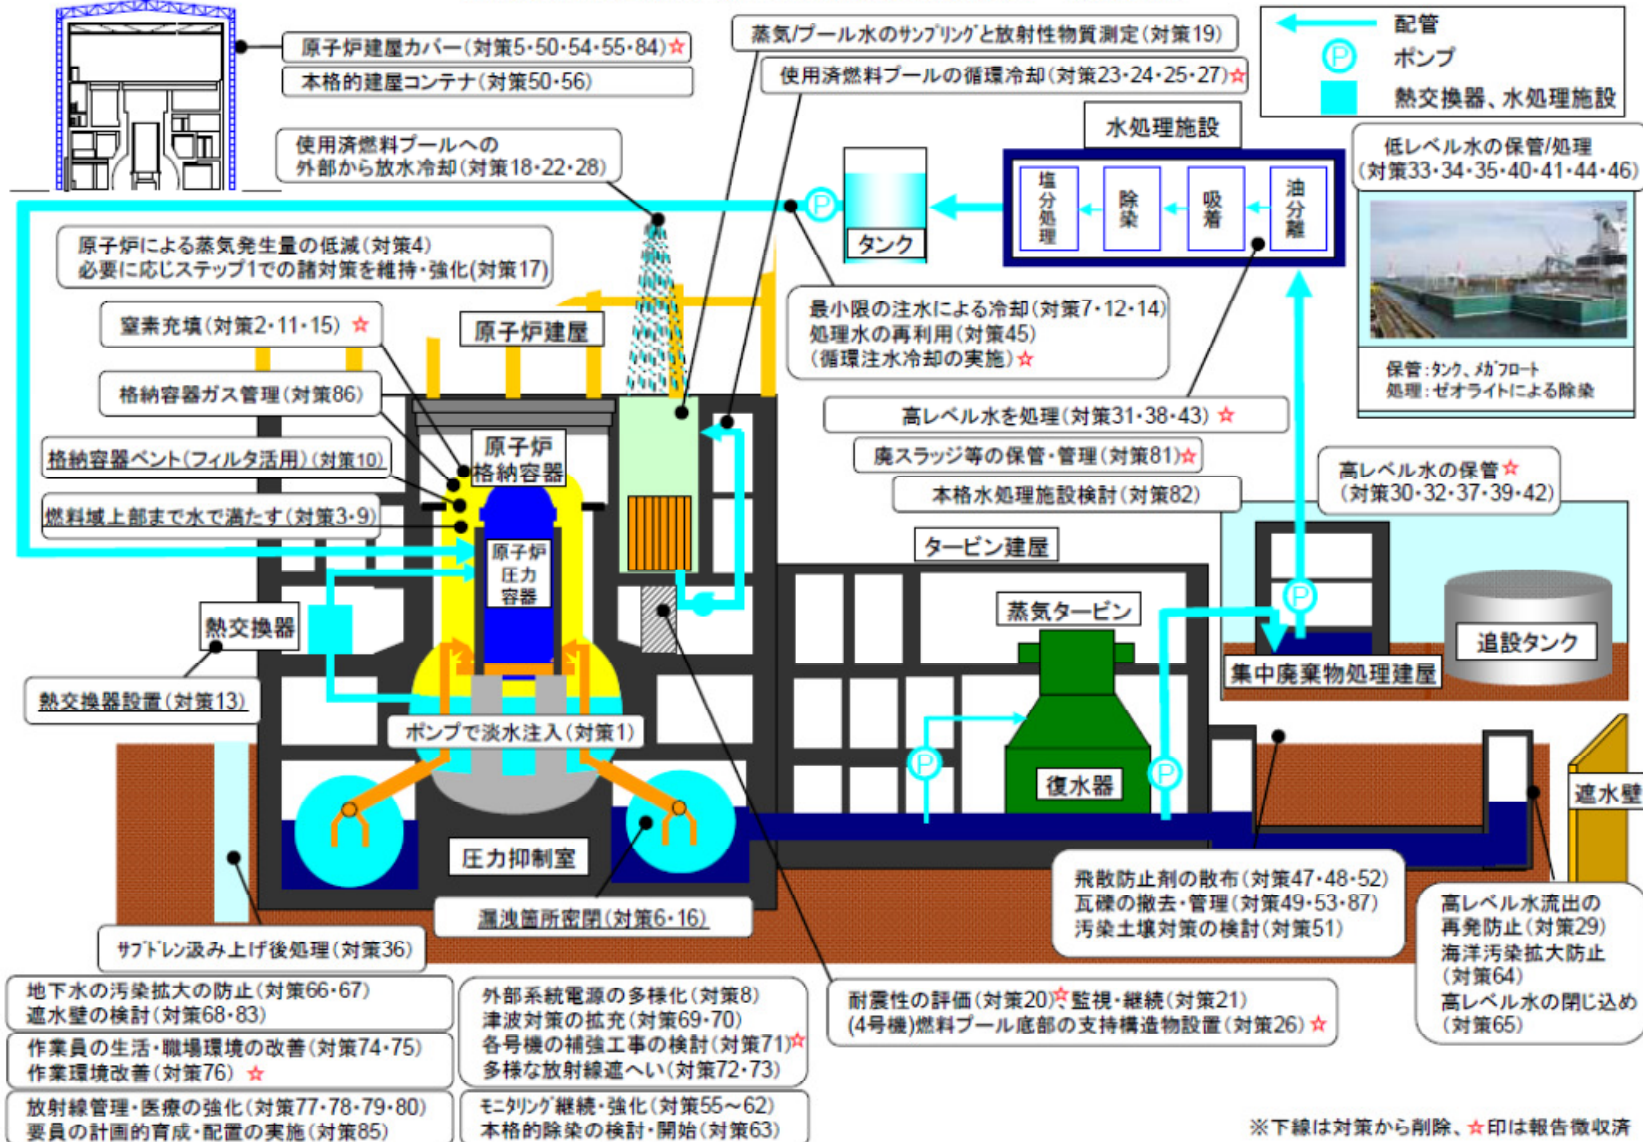 原子炉建屋カバー(対策5・50・54・55・84)☆
本格的建屋コンテナ(対策50・56)
蒸気/プール水のサンプリングと放射性物質測定(対策19)
使用済燃料プールの循環冷却(対策23・24・25・27)☆
配管
P
ポンプ
熱交換器、水処理施設
使用済燃料プールへの
外部から放水冷却(対策18・22・28)
水処理施設
塩分処理
除染
吸着
油分離
P
タンク
低レベル水の保管/処理
(対策33・34・35・40・41・44・46)
保管:タンク、メガフロート
処理:ゼオライトによる除染
原子炉による蒸気発生量の低減(対策4)
必要に応じステップ1での諸対策を維持・強化(対策17)
窒素充填(対策2・11・15) ☆
原子炉建屋
最小限の注水による冷却(対策7・12・14)
処理水の再利用(対策45)
(循環注水冷却の実施)☆
格納容器ガス管理(対策86)
高レベル水を処理(対策31・38・43) ☆
格納容器ベント(フィルタ活用)(対策10)
原子炉
格納容器
廃スラッジ等の保管・管理(対策81)☆
高レベル水の保管☆
(対策30・32・37・39・42)
本格水処理施設検討(対策82)
燃料域上部まで水で満たす(対策3・9)
原子炉
圧力
容器
タービン建屋
蒸気タービン
P
熱交換器
追設タンク
集中廃棄物処理建屋
熱交換器設置(対策13)
ポンプで淡水注入(対策1)
P
P
復水器
遮水壁
圧力抑制室
漏洩箇所密閉(対策6・16)
飛散防止剤の散布(対策47・48・52)
瓦礫の撤去・管理(対策49・53・87)
汚染土壌対策の検討(対策51)
高レベル水流出の
再発防止(対策29)
海洋汚染拡大防止
(対策64)
高レベル水の閉じ込め
(対策65)
サブドレン汲み上げ後処理(対策36)
地下水の汚染拡大の防止(対策66・67)
遮水壁の検討(対策68・83)
作業員の生活・職場環境の改善(対策74・75)
作業環境改善(対策76) ☆
放射線管理・医療の強化(対策77・78・79・80)
要員の計画的育成・配置の実施(対策85)
外部系統電源の多様化(対策8)
津波対策の拡充(対策69・70)
各号機の補強工事の検討(対策71)☆
多様な放射線遮へい(対策72・73)
モニタリング継続・強化(対策55～62)
本格的除染の検討・開始(対策63)
耐震性の評価(対策20)☆監視・継続(対策21)
(4号機)燃料プール底部の支持構造物設置(対策26) ☆
※下線は対策から削除、☆印は報告徴収済